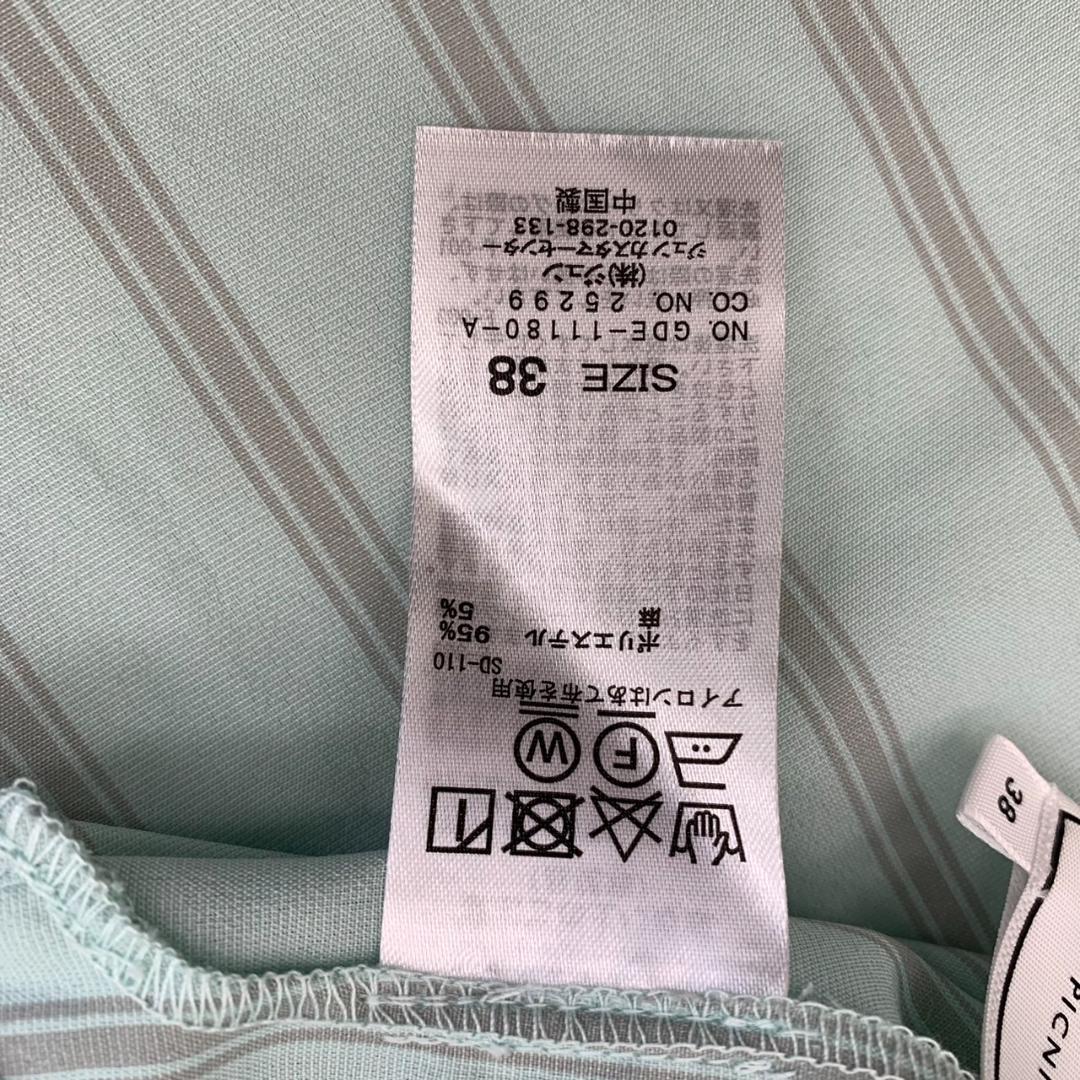 アイロンはあて布を使用
SD-110
ポリエステル 95%
麻 5%
SIZE 38
NO. GDE-11180-A
CO. NO. 25299
(株)ジュン
ジュンカスタマーセンター
0120-298-133
中国製
F
W
38
PICNI